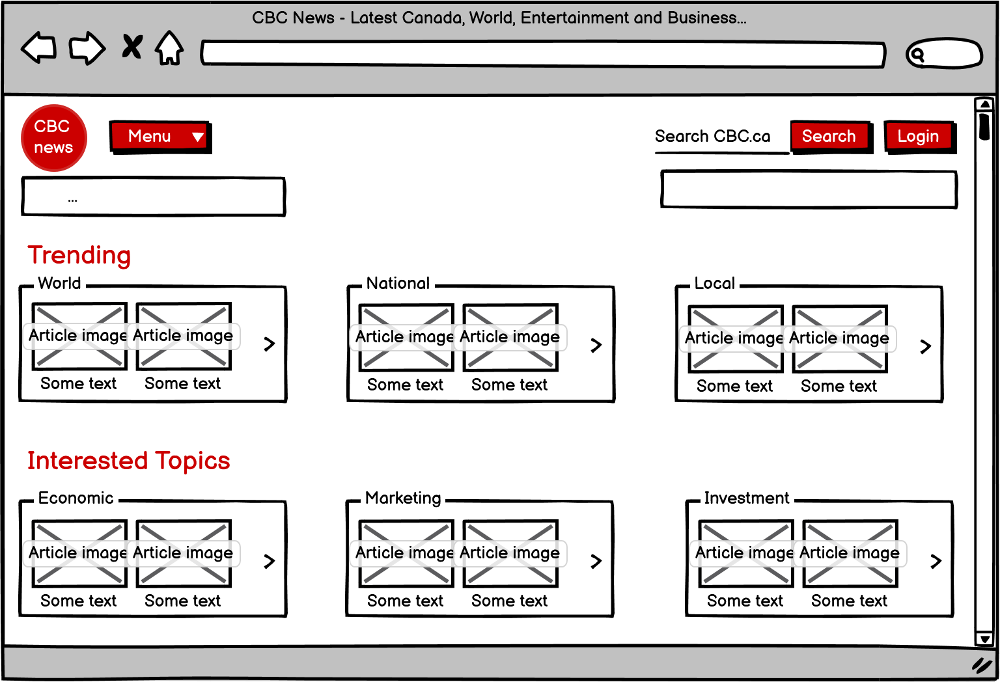 CBC News - Latest Canada, World, Entertainment and Business...
CBC
news
Menu
Search CBC.ca
Search
Login
...
Trending
World
National
Local
Article image Article image
Article image Article image
Article image Article image
Some text Some text
Some text Some text
Some text Some text
Interested Topics
Economic
Marketing
Investment
Article image Article image
Article image Article image
Article image Article image
Some text Some text
Some text Some text
Some text Some text